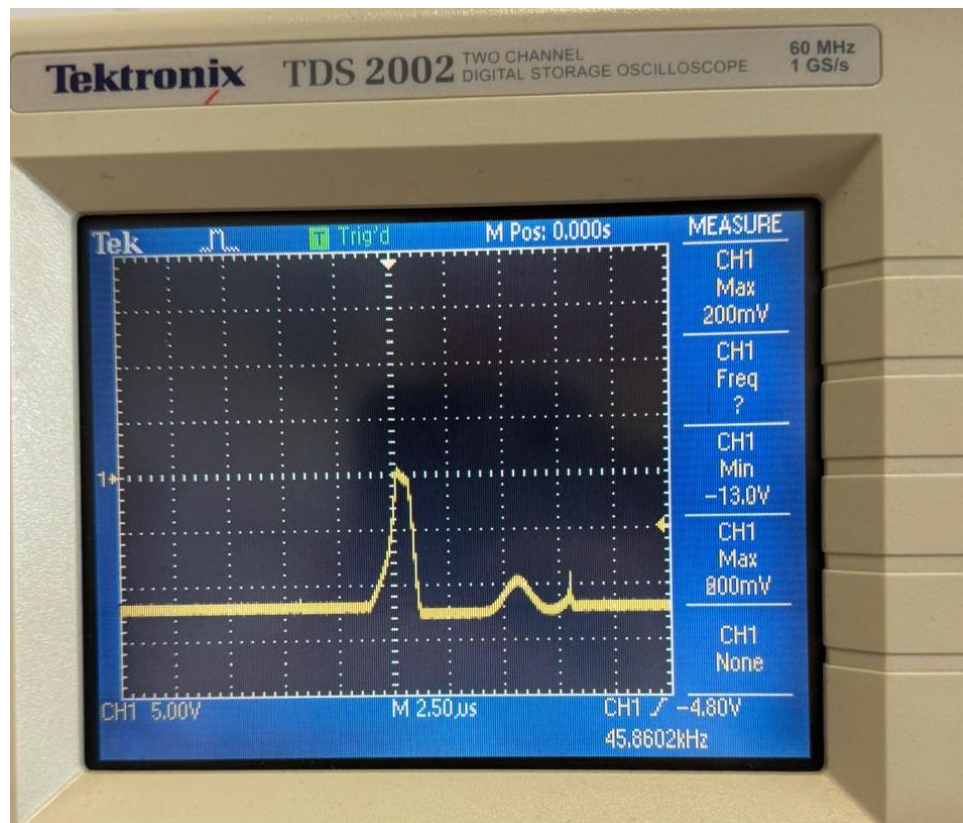 Tektronix TDS 2002 TWO CHANNEL DIGITAL STORAGE OSCILLOSCOPE 60 MHz 1 GS/s
Tek T Trig'd M Pos: 0.000s MEASURE
CH1
Max
200mV
CH1
Freq
?
1
CH1
Min
-13.0V
CH1
Max
800mV
CH1
None
CH1 5.00V M 2.50µs CH1 -4.80V
45.8602kHz